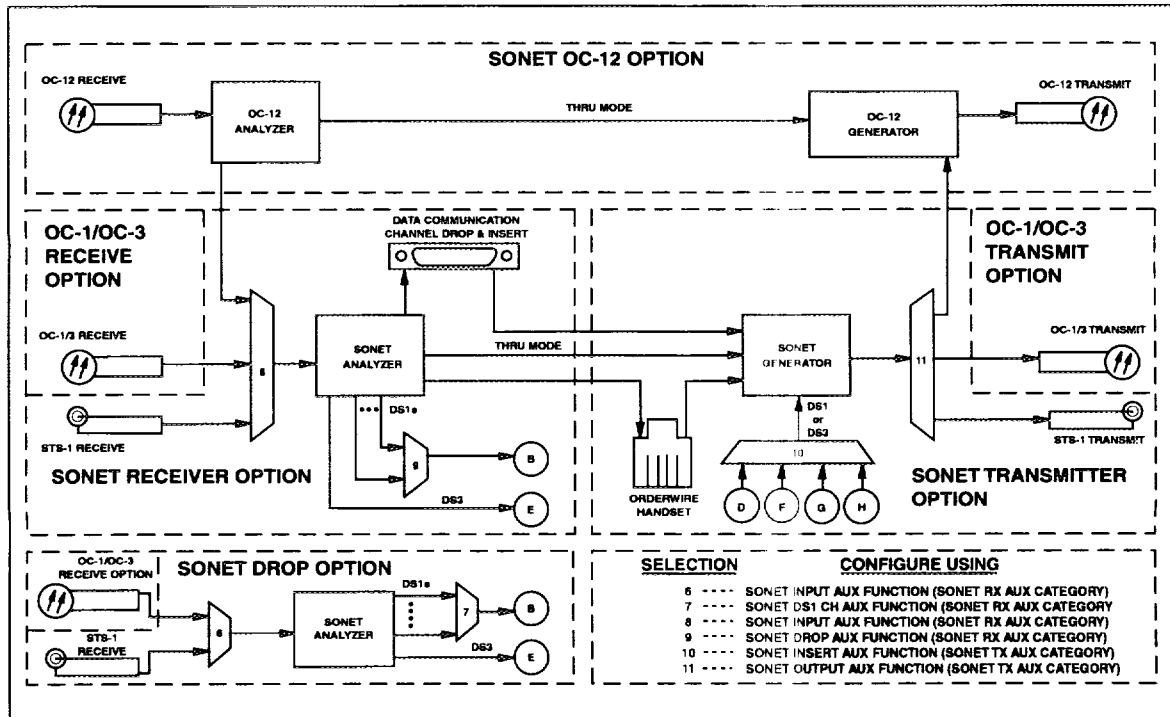 SONET OC-12 OPTION
OC-12 RECEIVE
OC-12
ANALYZER
THRU MODE
OC-12
GENERATOR
OC-12 TRANSMIT
OC-1/OC-3
RECEIVE
OPTION
DATA COMMUNICATION
CHANNEL DROP & INSERT
OC-1/OC-3
TRANSMIT
OPTION
OC-1/3 RECEIVE
8
SONET
ANALYZER
THRU MODE
SONET
GENERATOR
11
OC-1/3 TRANSMIT
STS-1 RECEIVE
DS1s
9
B
DS3
E
SONET RECEIVER OPTION
ORDERWIRE
HANDSET
DS1
or
DS3
10
D
F
G
H
STS-1 TRANSMIT
SONET TRANSMITTER
OPTION
OC-1/OC-3
RECEIVE OPTION
SONET DROP OPTION
STS-1
RECEIVE
6
SONET
ANALYZER
DS1s
7
B
DS3
E
SELECTION CONFIGURE USING
6 ---- SONET INPUT AUX FUNCTION (SONET RX AUX CATEGORY)
7 ---- SONET DS1 CH AUX FUNCTION (SONET RX AUX CATEGORY
8 ---- SONET INPUT AUX FUNCTION (SONET RX AUX CATEGORY)
9 ---- SONET DROP AUX FUNCTION (SONET RX AUX CATEGORY)
10 ---- SONET INSERT AUX FUNCTION (SONET TX AUX CATEGORY)
11 ---- SONET OUTPUT AUX FUNCTION (SONET TX AUX CATEGORY)